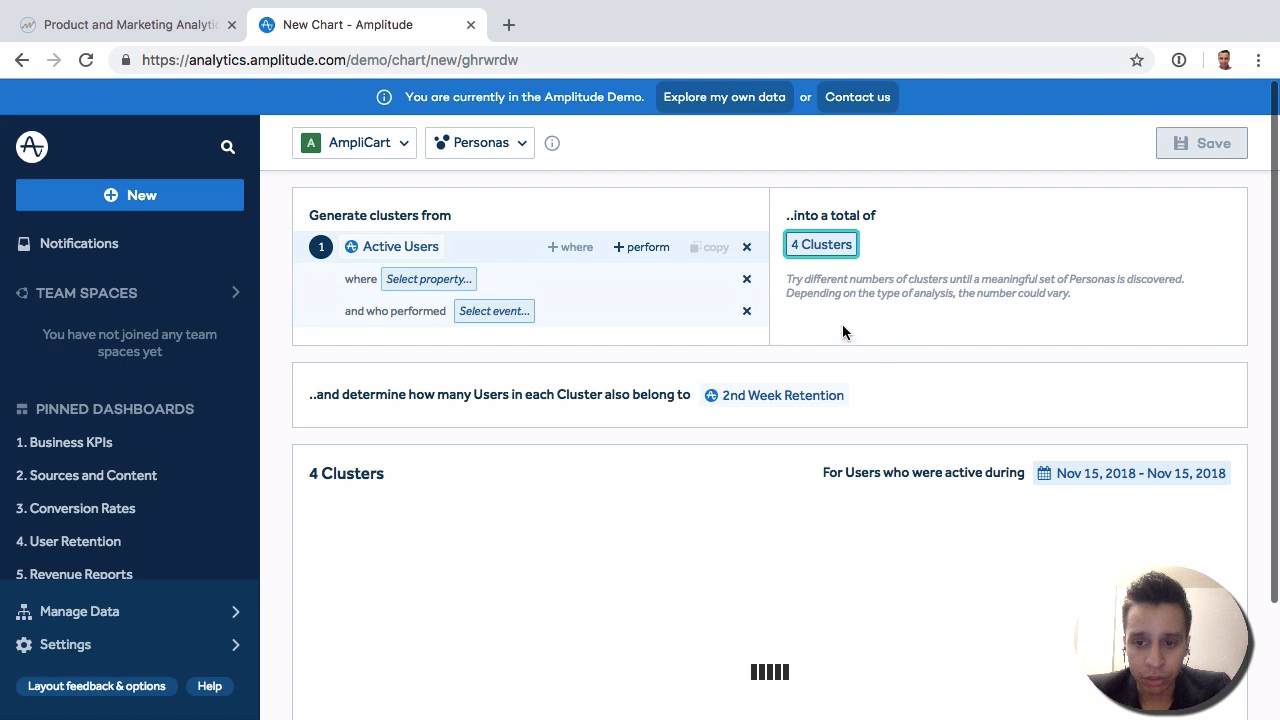 Product and Marketing Analytic
New Chart - Amplitude
https://analytics.amplitude.com/demo/chart/new/ghrwrdw
You are currently in the Amplitude Demo. Explore my own data or Contact us
A AmpliCart Personas Save
New
Notifications
TEAM SPACES
You have not joined any team
spaces yet
PINNED DASHBOARDS
1. Business KPIs
2. Sources and Content
3. Conversion Rates
4. User Retention
5. Revenue Reports
Manage Data
Settings
Layout feedback & options Help
Generate clusters from
1 Active Users + where + perform copy
where Select property...
and who performed Select event...
..into a total of
4 Clusters
Try different numbers of clusters until a meaningful set of Personas is discovered.
Depending on the type of analysis, the number could vary.
..and determine how many Users in each Cluster also belong to 2nd Week Retention
4 Clusters
For Users who were active during Nov 15, 2018 - Nov 15, 2018